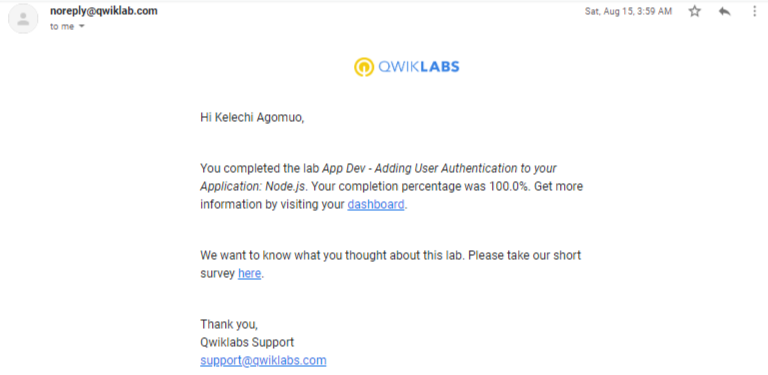 noreply@qwiklab.com
Sat, Aug 15, 3:59 AM
to me
QWIKLABS
Hi Kelechi Agomuo,
You completed the lab App Dev - Adding User Authentication to your
Application: Node.js. Your completion percentage was 100.0%. Get more
information by visiting your dashboard.
We want to know what you thought about this lab. Please take our short
survey here.
Thank you,
Qwiklabs Support
support@qwiklabs.com